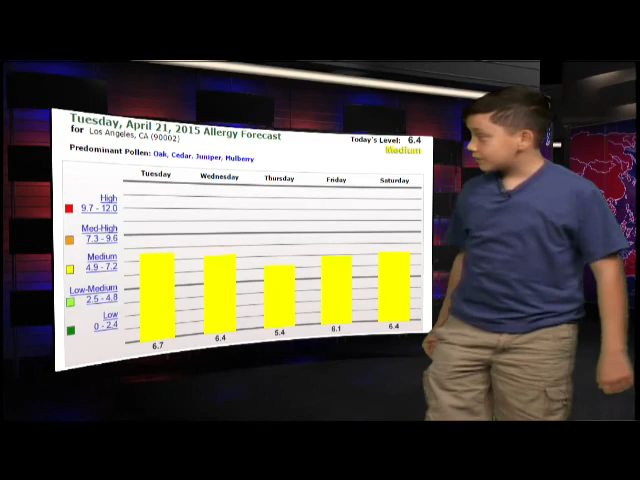 Tuesday, April 21, 2015 Allergy Forecast
for Los Angeles, CA (90002)
Today's Level: 6.4
Medium
Predominant Pollen: Oak, Cedar. Juniper, Mulberry
Tuesday Wednesday Thursday Friday Saturday
High
9.7 - 12.0
Med-High
7.3 - 9.6
Medium
4.9 - 7.2
Low-Medium
2.5 - 4.8
Low
0 - 2.4
6.7 6.4 5.4 6.1 6.4